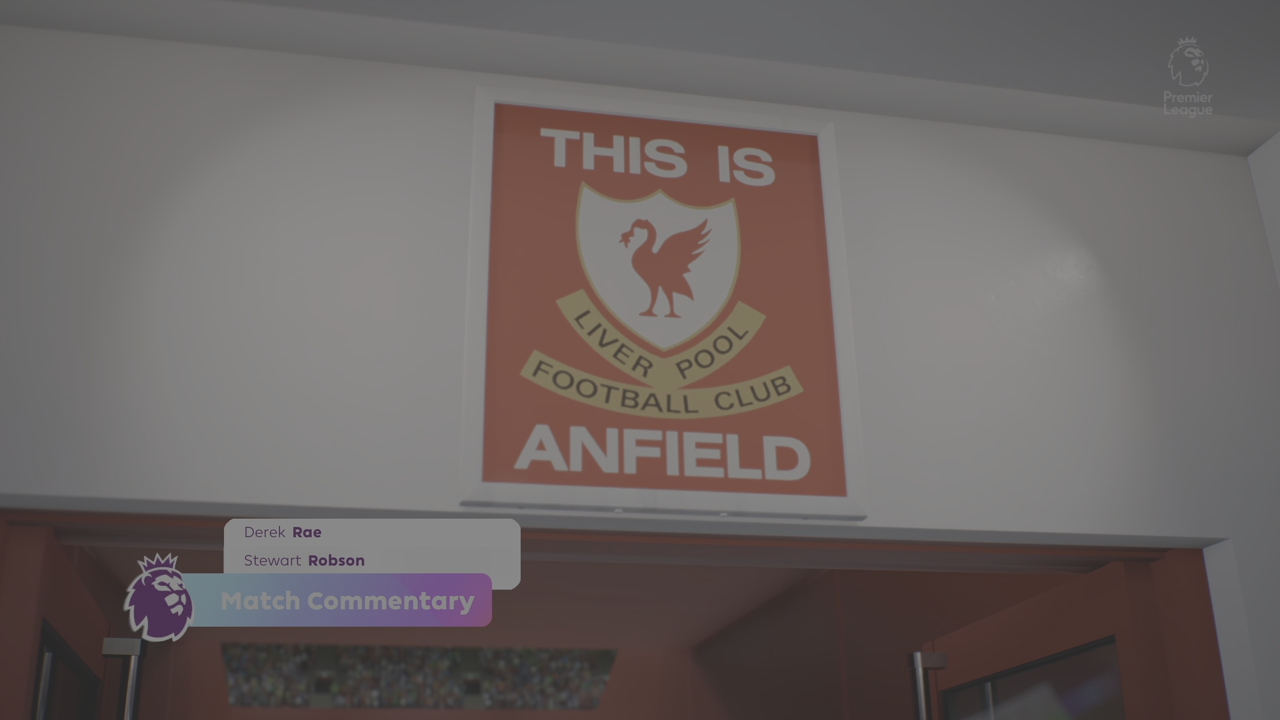 Premier
League
THIS IS
LIVER POOL
FOOTBALL CLUB
ANFIELD
Derek Rae
Stewart Robson
Match Commentary